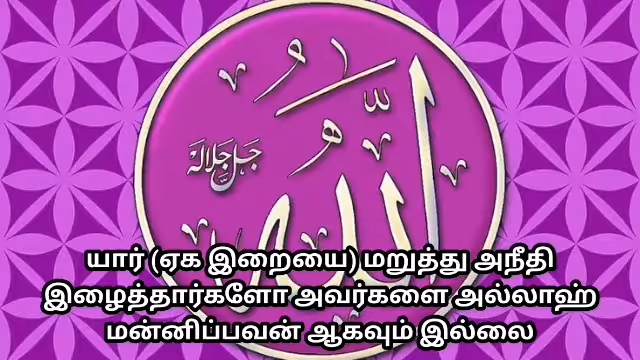 الله
جل جلاله
யார் (ஏக இறையை) மறுத்து அநீதி
இழைத்தார்களோ அவர்களை அல்லாஹ்
மன்னிப்பவன் ஆகவும் இல்லை